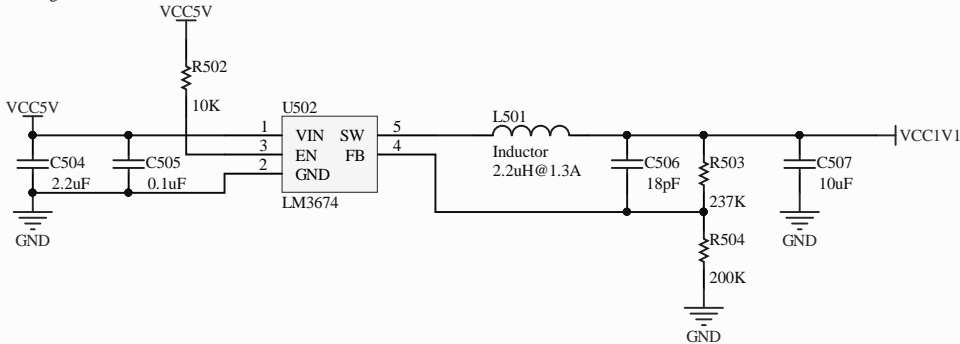 VCC5V
R502
10K
VCC5V
C504
2.2uF
C505
0.1uF
GND
U502
1 VIN SW 5
3 EN FB 4
2 GND
LM3674
L501
Inductor
2.2uH@1.3A
C506
18pF
R503
237K
C507
10uF
GND
VCC1V1
R504
200K
GND